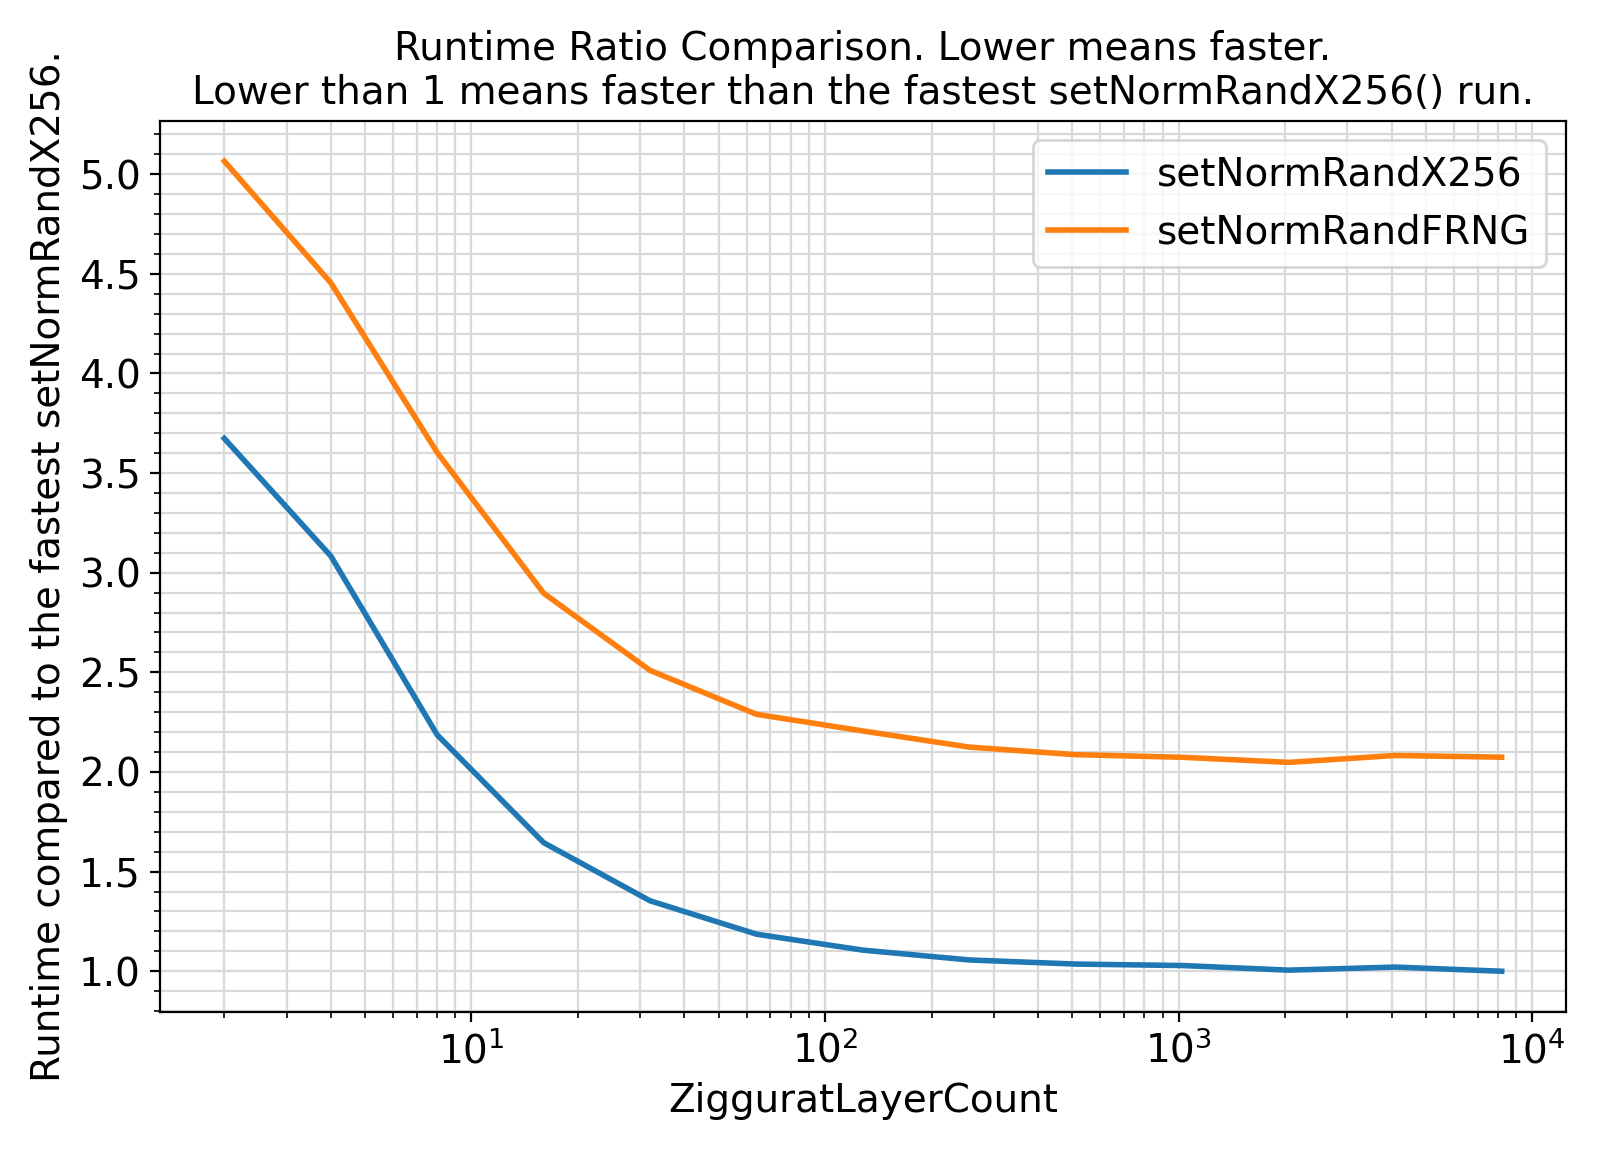 Runtime Ratio Comparison. Lower means faster.
Lower than 1 means faster than the fastest setNormRandX256() run.
Runtime compared to the fastest setNormRandX256.
5.0
4.5
4.0
3.5
3.0
2.5
2.0
1.5
1.0
setNormRandX256
setNormRandFRNG
10¹
10²
10³
10⁴
ZigguratLayerCount